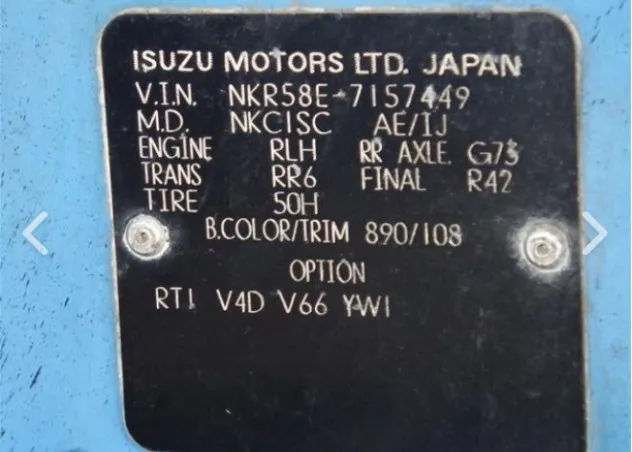 ISUZU MOTORS LTD. JAPAN
V.I.N. NKR58E-7157449
M.D. NKC1SC AE/IJ
ENGINE RLH RR AXLE. G73
TRANS RR6 FINAL R42
TIRE 50H
B.COLOR/TRIM 890/108
OPTION
RT1 V4D V66 YW1